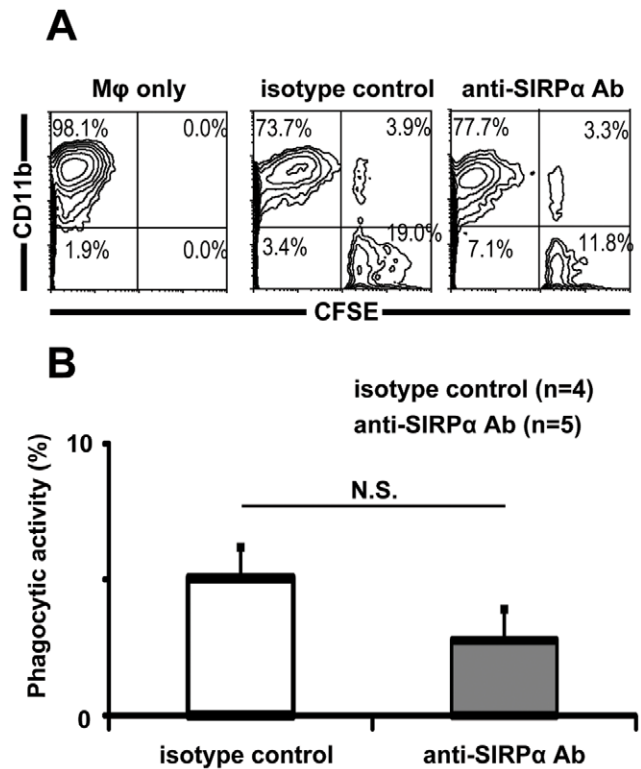 A
Mφ only
isotype control
anti-SIRPα Ab
98.1%
0.0%
73.7%
3.9%
77.7%
3.3%
1.9%
0.0%
3.4%
19.0%
7.1%
11.8%
CD11b
CFSE
B
isotype control (n=4)
anti-SIRPα Ab (n=5)
10
N.S.
Phagocytic activity (%)
0
isotype control
anti-SIRPα Ab